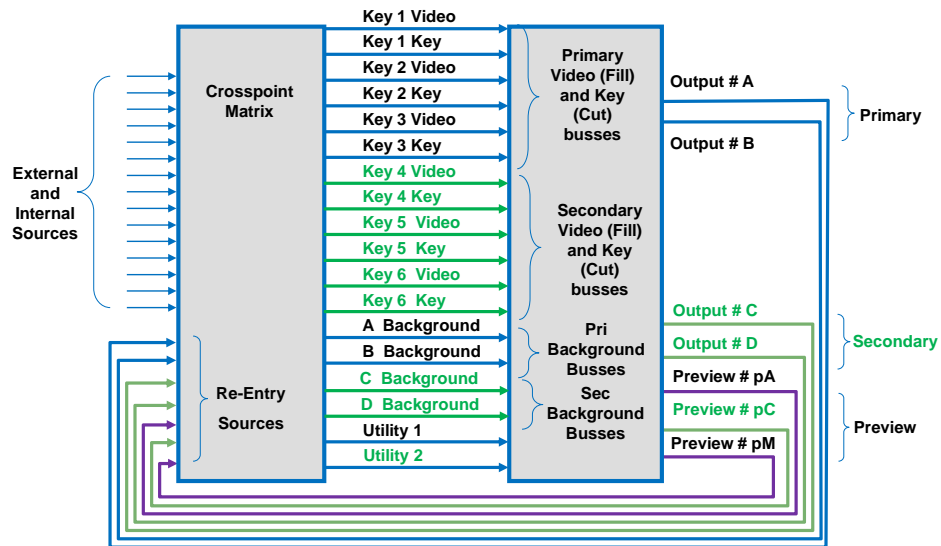 External
and
Internal
Sources
Crosspoint
Matrix
Re-Entry
Sources
Key 1 Video
Key 1 Key
Key 2 Video
Key 2 Key
Key 3 Video
Key 3 Key
Key 4 Video
Key 4 Key
Key 5 Video
Key 5 Key
Key 6 Video
Key 6 Key
A Background
B Background
C Background
D Background
Utility 1
Utility 2
Primary
Video (Fill)
and Key
(Cut)
busses
Secondary
Video (Fill)
and Key
(Cut)
busses
Pri
Background
Busses
Sec
Background
Busses
Output # A
Output # B
Primary
Output # C
Output # D
Secondary
Preview # pA
Preview # pC
Preview # pM
Preview